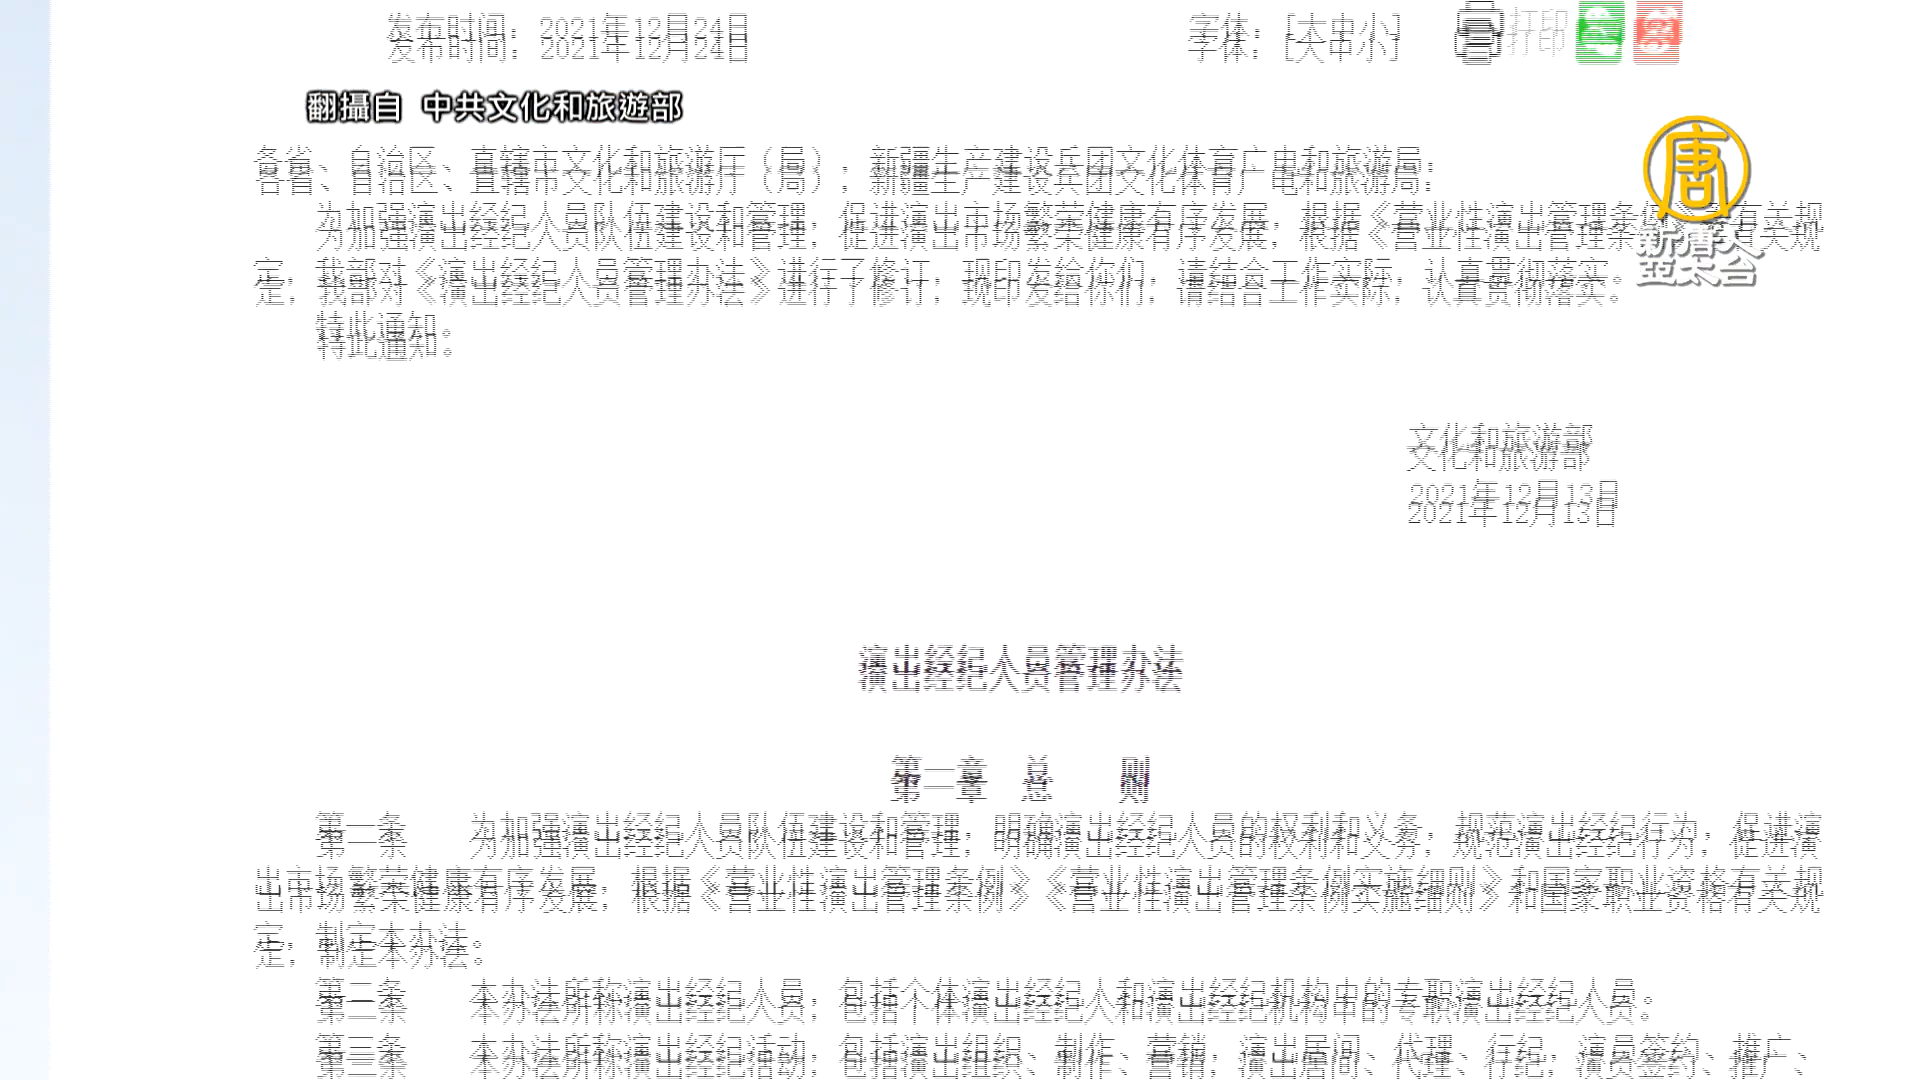 发布时间：2021年12月24日
字体：[大 中 小]
打印
翻攝自 中共文化和旅遊部
各省、自治区、直辖市文化和旅游厅（局），新疆生产建设兵团文化体育广电和旅游局：
为加强演出经纪人员队伍建设和管理，促进演出市场繁荣健康有序发展，根据《营业性演出管理条例 有关规
定，我部对《演出经纪人员管理办法》进行了修订，现印发给你们，请结合工作实际，认真贯彻落实。
特此通知。
唐
新唐人
亞太台
文化和旅游部
2021年12月13日
演出经纪人员管理办法
第一章 总 则
第一条 为加强演出经纪人员队伍建设和管理，明确演出经纪人员的权利和义务，规范演出经纪行为，促进演
出市场繁荣健康有序发展，根据《营业性演出管理条例》《营业性演出管理条例实施细则》和国家职业资格有关规
定，制定本办法。
第二条 本办法所称演出经纪人员，包括个体演出经纪人和演出经纪机构中的专职演出经纪人员。
第三条 本办法所称演出经纪活动，包括演出组织、制作、营销，演出居间、代理、行纪，演员签约、推广、